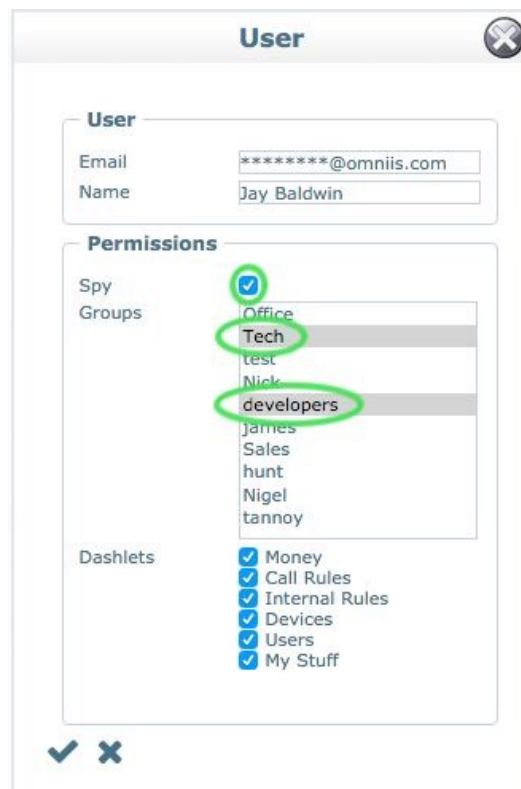 User
User
Email ********@omniis.com
Name Jay Baldwin
Permissions
Spy
Groups Office
Tech
test
Nick
developers
james
Sales
hunt
Nigel
tannoy
Dashlets Money
Call Rules
Internal Rules
Devices
Users
My Stuff